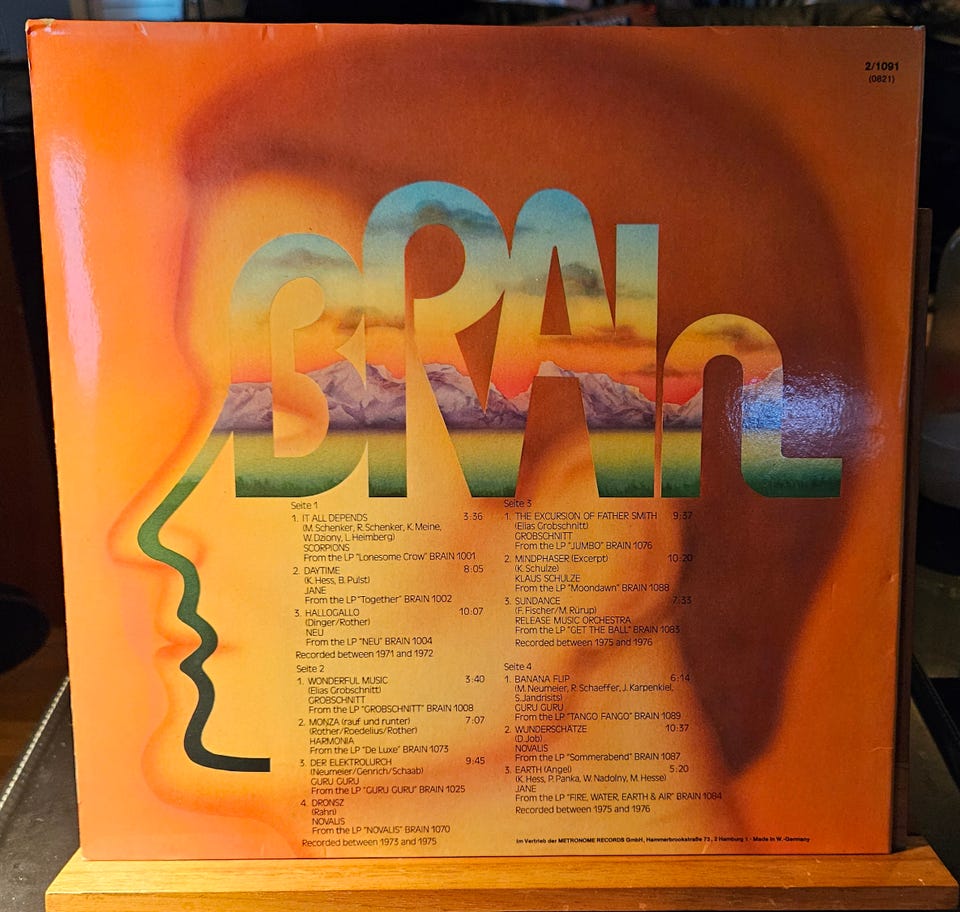 2/1091
(0821)
BRAIN
Seite 1
1. IT ALL DEPENDS 3:36
(M. Schenker, R. Schenker, K. Meine,
W. Dziony, L. Heimberg)
SCORPIONS
From the LP "Lonesome Crow" BRAIN 1001
2. DAYTIME 8:05
(K. Hess, B. Pulst)
JANE
From the LP "Together" BRAIN 1002
3. HALLOGALLO 10:07
(Dinger/Rother)
NEU
From the LP "NEU" BRAIN 1004
Recorded between 1971 and 1972
Seite 2
1. WONDERFUL MUSIC 3:40
(Elias Grobschnitt)
GROBSCHNITT
From the LP "GROBSCHNITT" BRAIN 1008
2. MONZA (rauf und runter) 7:07
(Rother/Roedelius/Rother)
HARMONIA
From the LP "De Luxe" BRAIN 1073
3. DER ELEKTROLURCH 9:45
(Neumeier/Genrich/Schaab)
GURU GURU
From the LP "GURU GURU" BRAIN 1025
4. DRONSZ
(Rahn)
NOVALIS
From the LP "NOVALIS" BRAIN 1070
Recorded between 1973 and 1975
Seite 3
1. THE EXCURSION OF FATHER SMITH 9:37
(Elias Grobschnitt)
GROBSCHNITT
From the LP "JUMBO" BRAIN 1076
2. MINDPHASER (Excerpt) 10:20
(K. Schulze)
KLAUS SCHULZE
From the LP "Moondawn" BRAIN 1088
3. SUNDANCE 7:33
(F. Fischer/M. Rürup)
RELEASE MUSIC ORCHESTRA
From the LP "GET THE BALL" BRAIN 1083
Recorded between 1975 and 1976
Seite 4
1. BANANA FLIP 6:14
(M. Neumeier, R. Schaeffer, J. Karpenkiel,
S. Jandrisits)
GURU GURU
From the LP "TANGO FANGO" BRAIN 1089
2. WUNDERSCHÄTZE 10:37
(D. Job)
NOVALIS
From the LP "Sommerabend" BRAIN 1087
3. EARTH (Angel) 5:20
(K. Hess, P. Panka, W. Nadolny, M. Hesse)
JANE
From the LP "FIRE, WATER, EARTH & AIR" BRAIN 1084
Recorded between 1975 and 1976
Im Vertrieb der METRONOME RECORDS GmbH, Hammerbrookstraße 73, 2 Hamburg 1 · Made in W.-Germany